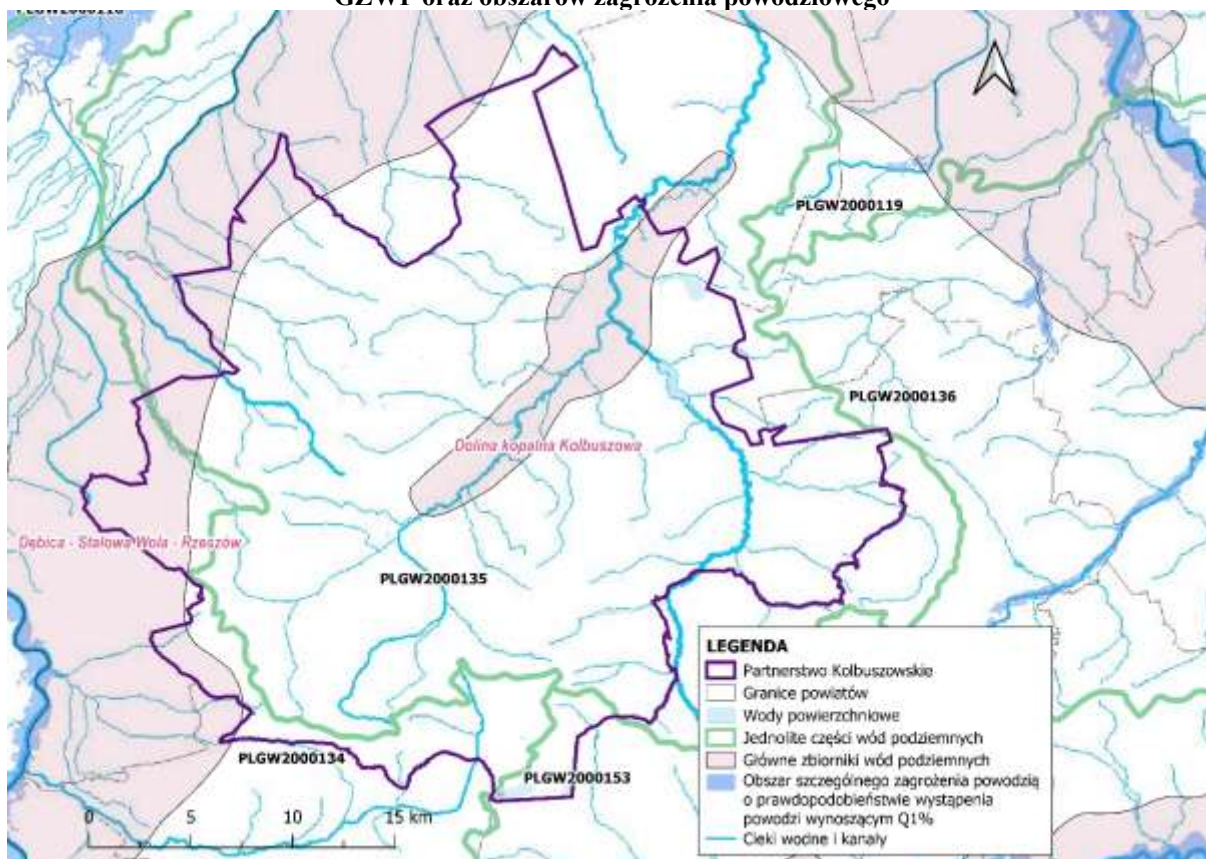 GZWP oraz obszarów zagrożenia powodziowego
PLGW2000119
PLGW2000136
Dolina kopalna Kolbuszowa
Dębica - Stalowa Wola - Rzeszów
PLGW2000135
PLGW2000134
PLGW2000153
0 5 10 15 km
LEGENDA
Partnerstwo Kolbuszowskie
Granice powiatów
Wody powierzchniowe
Jednolite części wód podziemnych
Główne zbiorniki wód podziemnych
Obszar szczególnego zagrożenia powodzią
o prawdopodobieństwie wystąpenia
powodzi wynoszącym Q1%
Cieki wodne i kanały